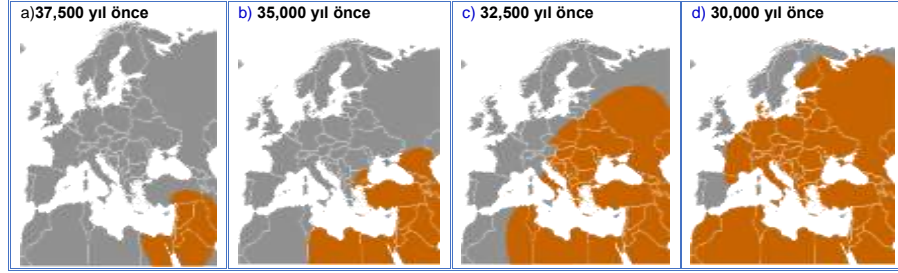 a)37,500 yıl önce
b) 35,000 yıl önce
c) 32,500 yıl önce
d) 30,000 yıl önce